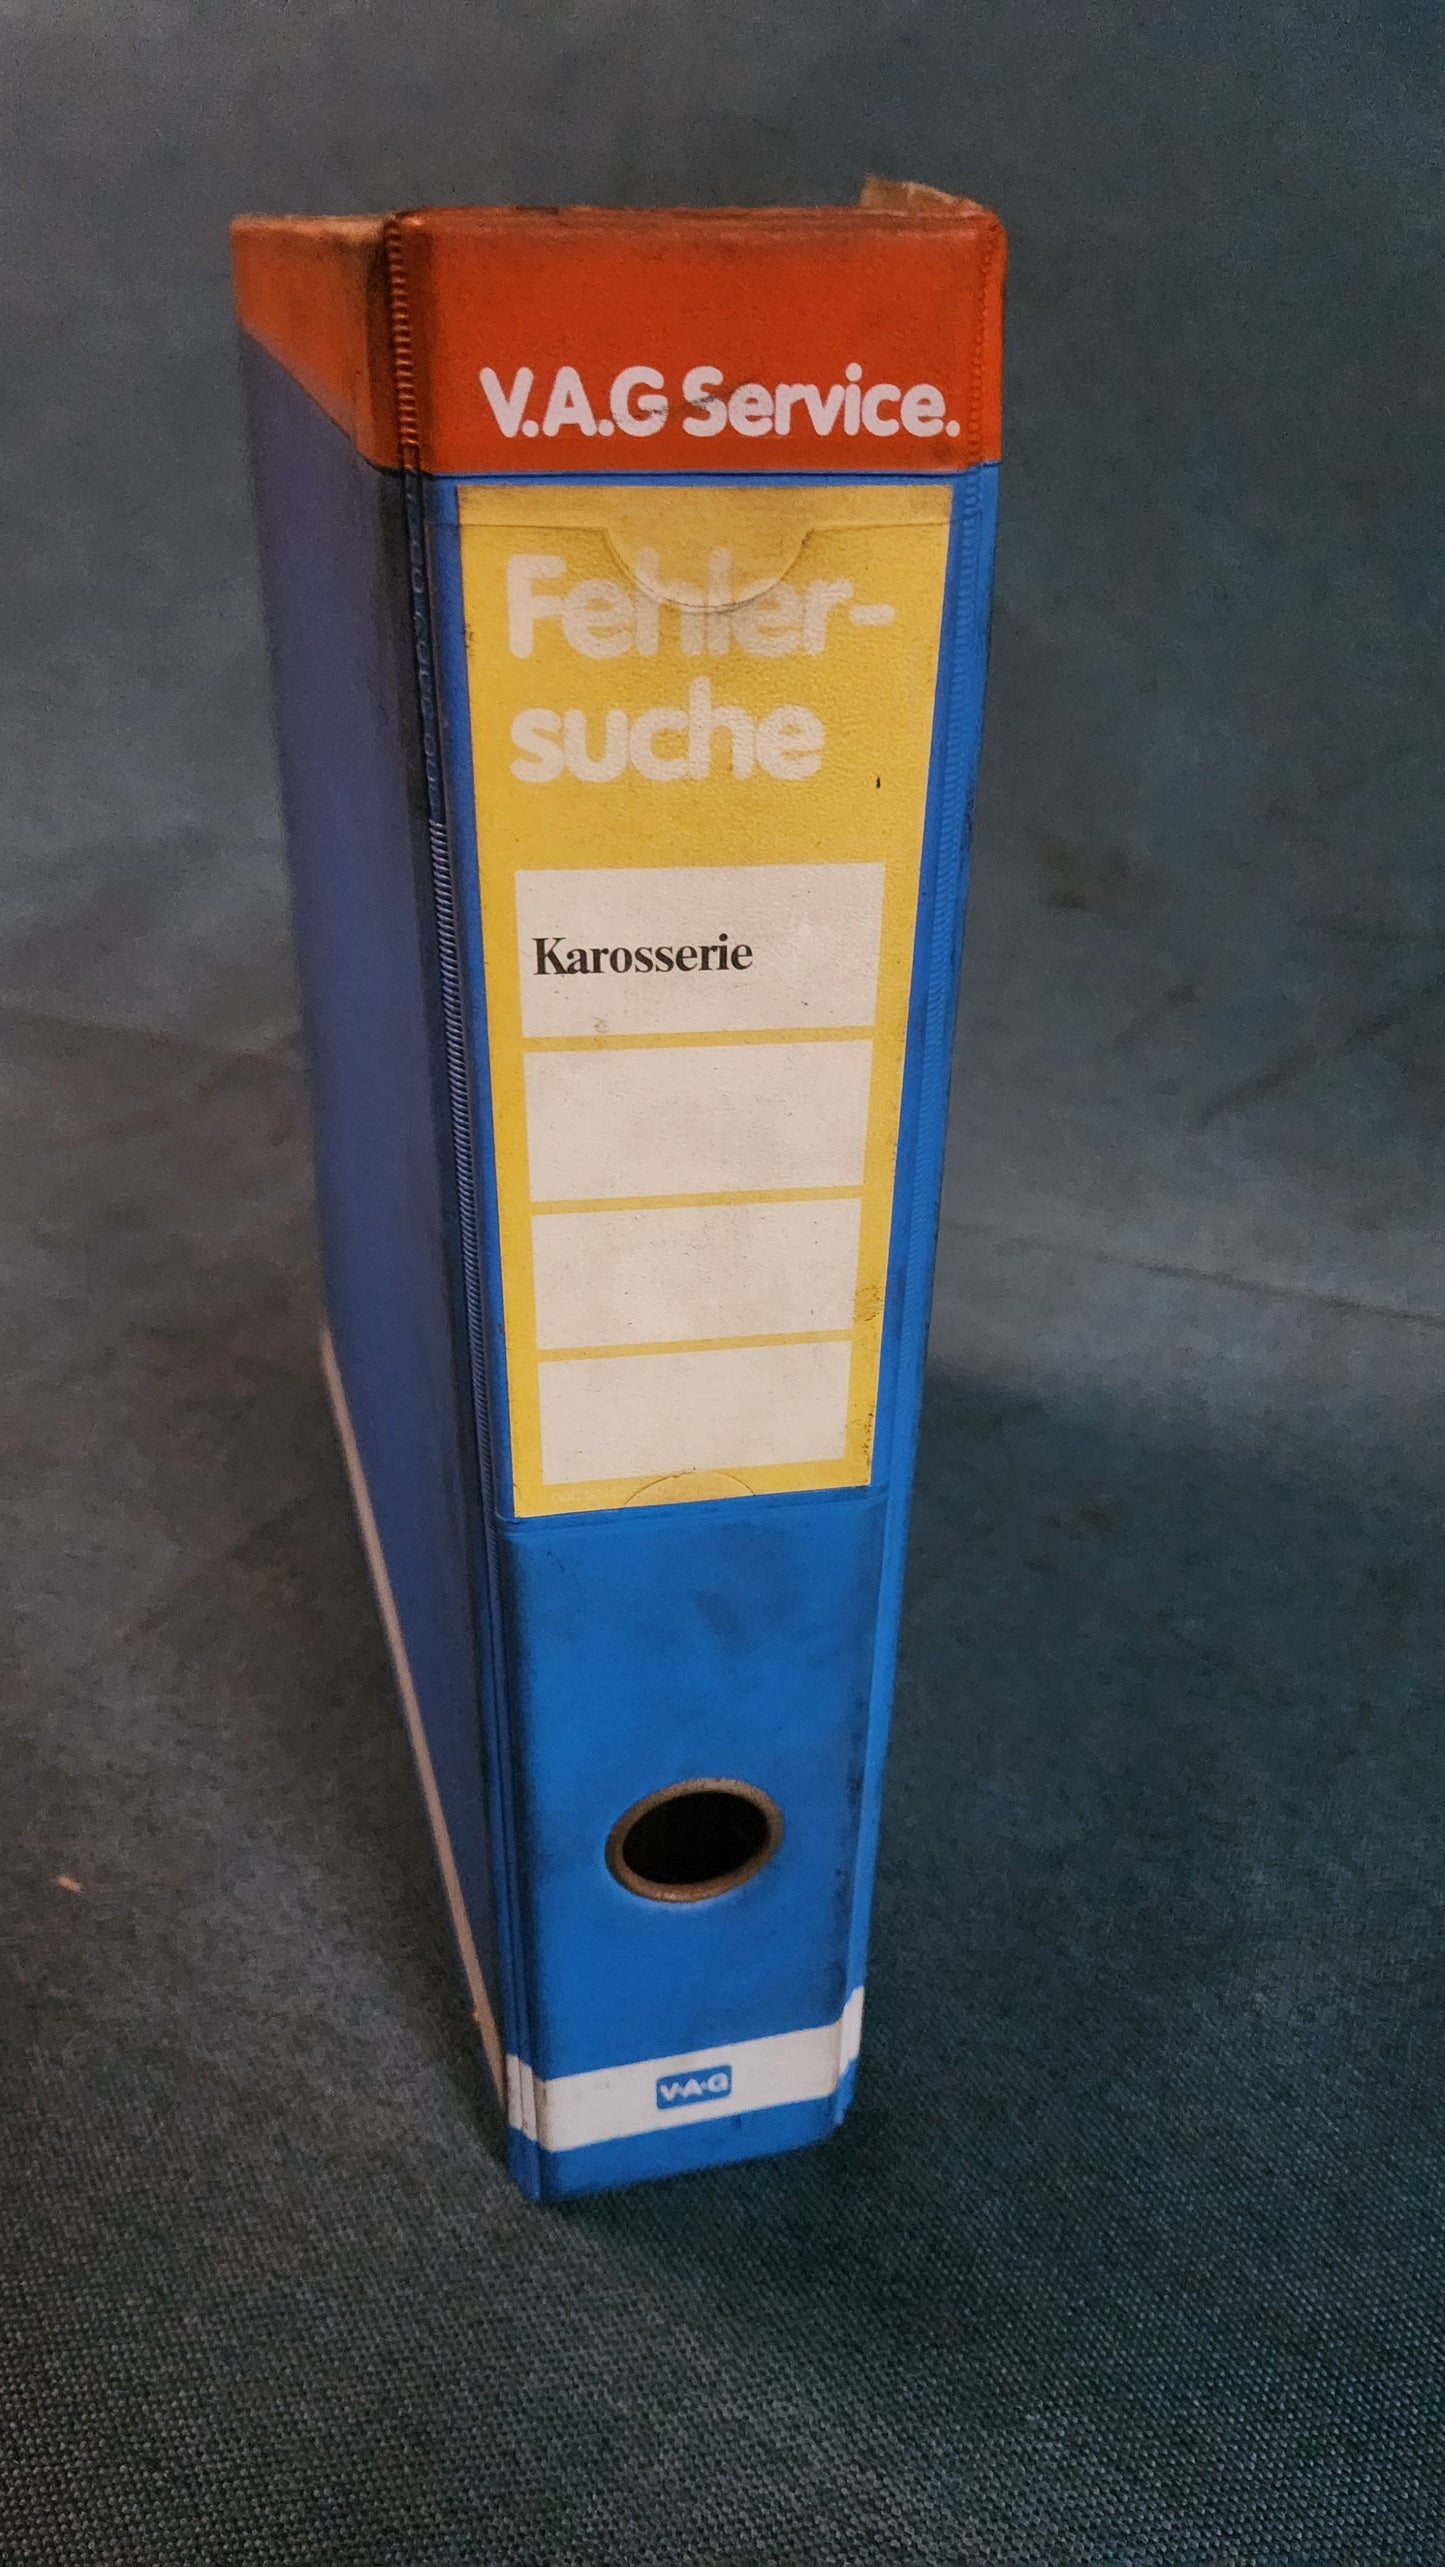 V.A.G Service.
Fehler-
suche
Karosserie
V·A·G